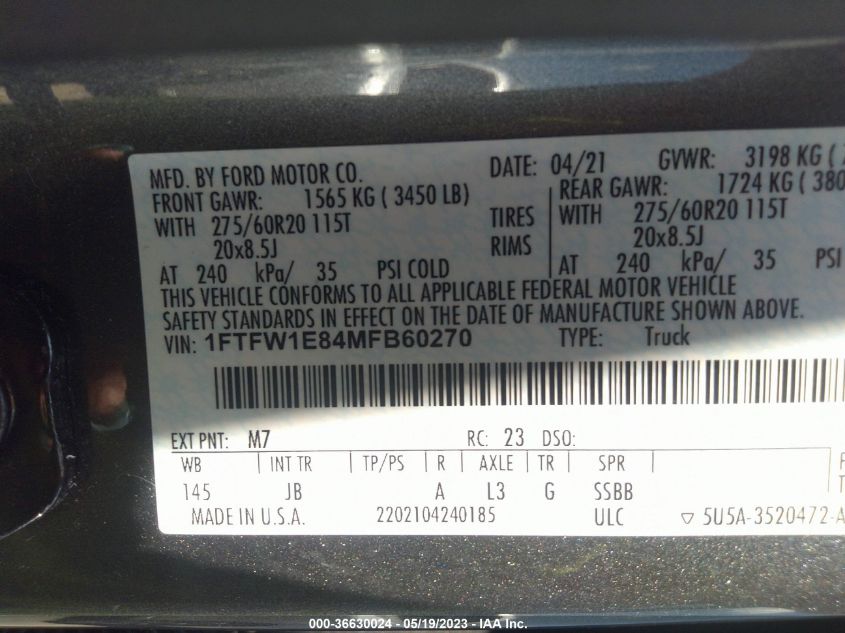 MFD. BY FORD MOTOR CO. DATE: 04/21 GVWR: 3198 KG (
FRONT GAWR: 1565 KG ( 3450 LB) REAR GAWR: 1724 KG ( 380
WITH 275/60R20 115T TIRES WITH 275/60R20 115T
20x8.5J RIMS 20x8.5J
AT 240 kPa/ 35 PSI COLD AT 240 kPa/ 35 PSI
THIS VEHICLE CONFORMS TO ALL APPLICABLE FEDERAL MOTOR VEHICLE
SAFETY STANDARDS IN EFFECT ON THE DATE OF MANUFACTURE SHOWN ABOVE.
VIN: 1FTFW1E84MFB60270 TYPE: Truck
EXT PNT: M7 RC: 23 DSO:
WB INT TR TP/PS R AXLE TR SPR
145 JB A L3 G SSBB
MADE IN U.S.A. 2202104240185 ULC ▽ 5U5A-3520472-A
000-36630024 - 05/19/2023 - IAA Inc.